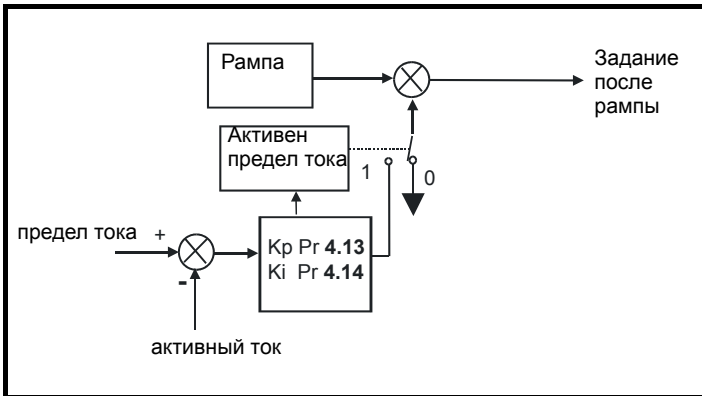 Рампа
Задание
после
рампы
Активен
предел тока
1
0
предел тока
+
-
Kp Pr 4.13
Ki Pr 4.14
активный ток